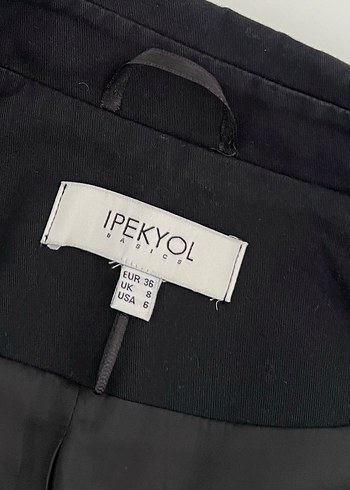 IPEKYOL
BASICS
EUR 36
UK 8
USA 6